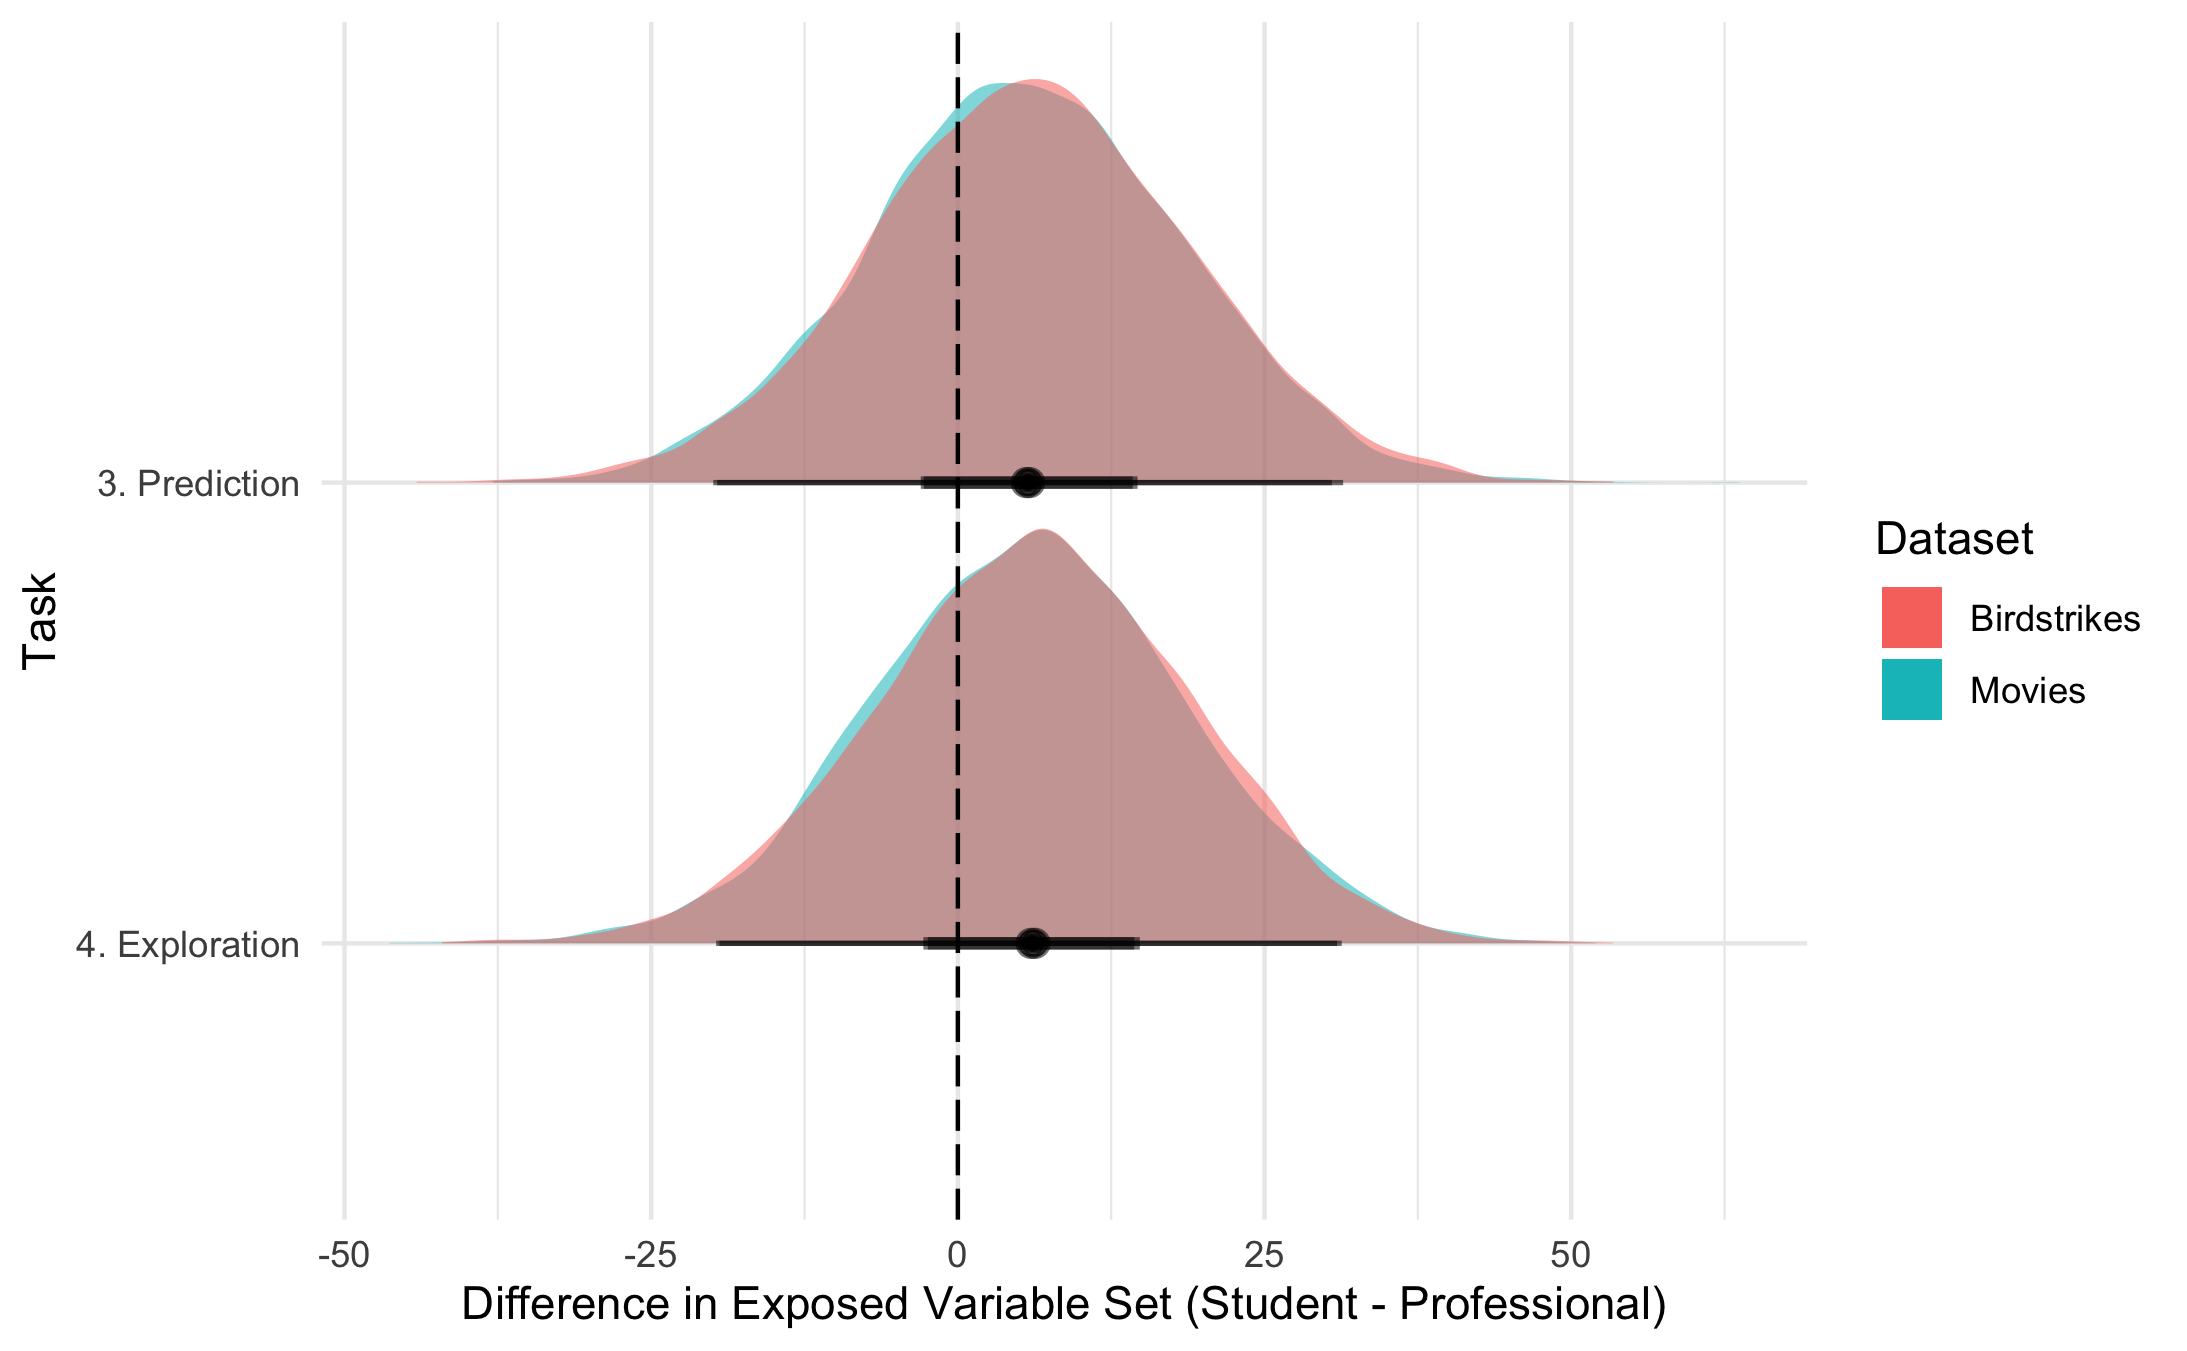 3. Prediction
4. Exploration
Task
-50
-25
0
25
50
Difference in Exposed Variable Set (Student - Professional)
Dataset
Birdstrikes
Movies